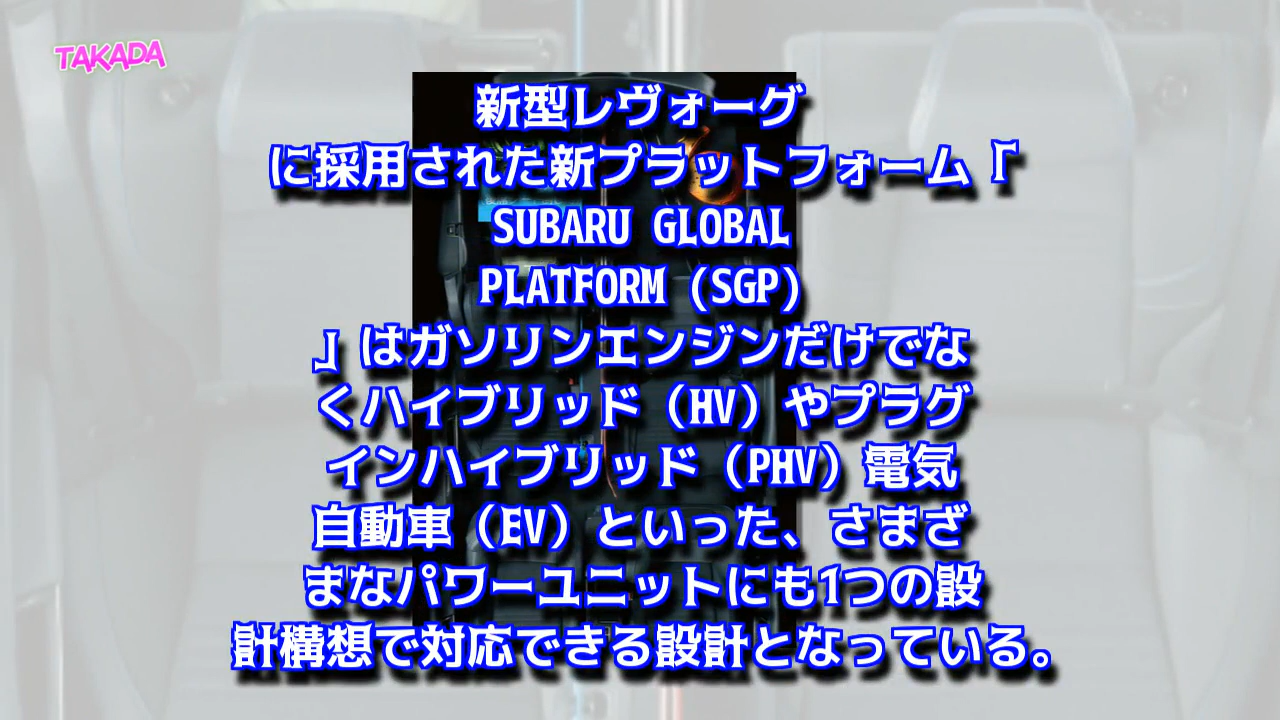 TAKADA
新型レヴォーグ
に採用された新プラットフォーム『
SUBARU GLOBAL
PLATFORM (SGP)
』はガソリンエンジンだけでな
くハイブリッド（HV）やプラグ
インハイブリッド（PHV）電気
自動車（EV）といった、さまざ
まなパワーユニットにも1つの設
計構想で対応できる設計となっている。